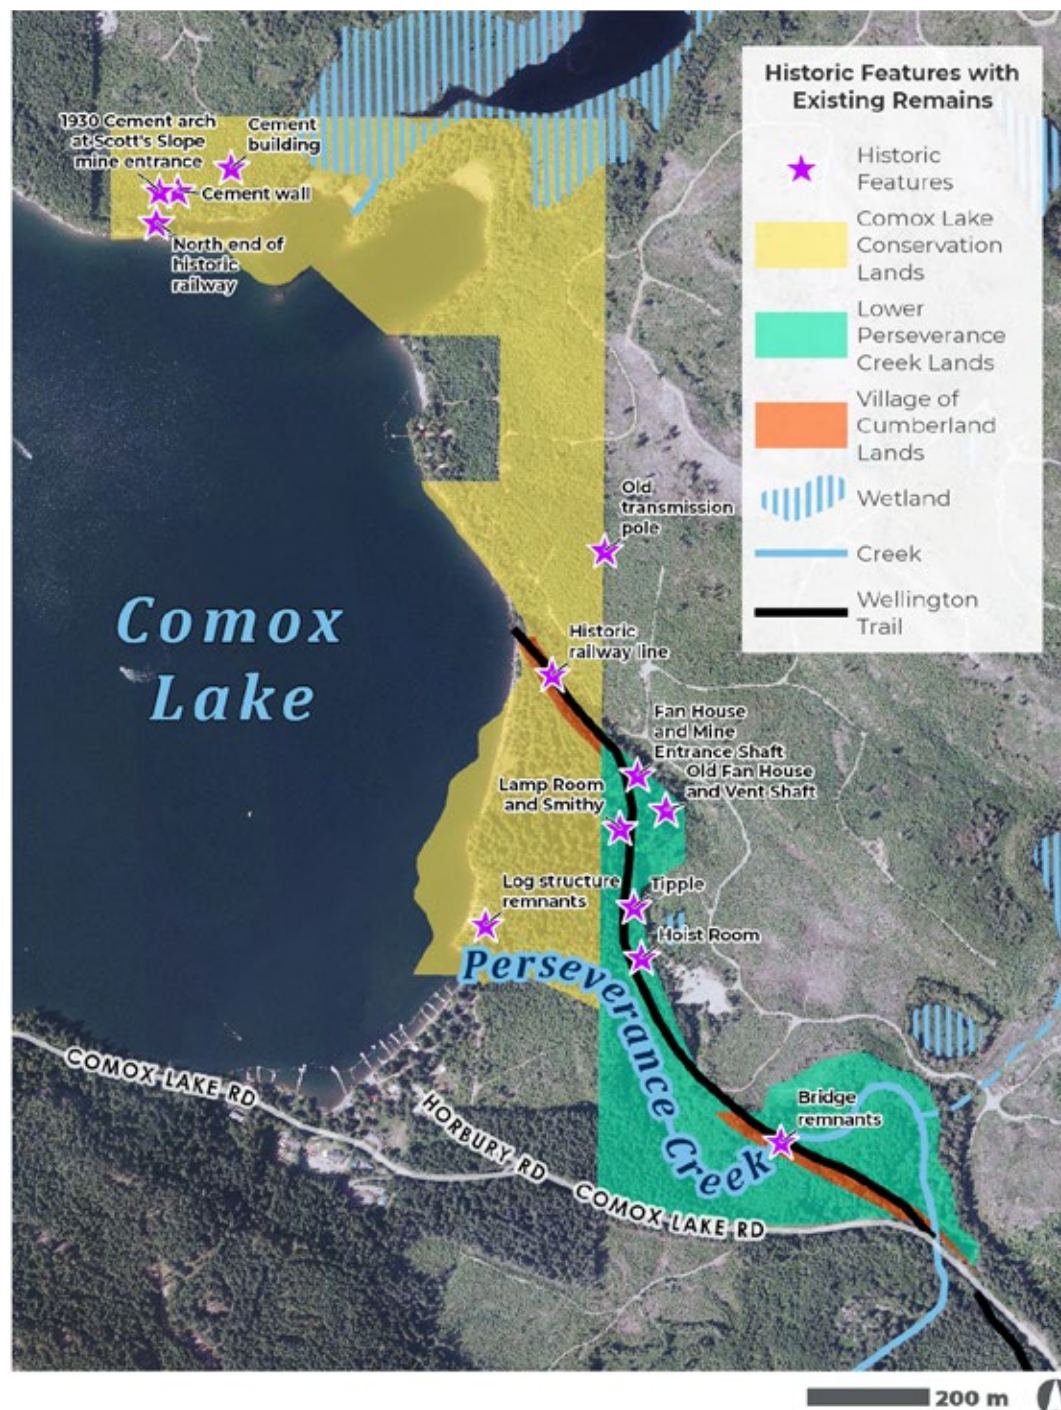 Historic Features with
Existing Remains
Historic
Features
Comox Lake
Conservation
Lands
Lower
Perseverance
Creek Lands
Village of
Cumberland
Lands
Wetland
Creek
Wellington
Trail
1930 Cement arch
at Scott's Slope
mine entrance
Cement
building
Cement wall
North end of
historic
railway
Old
transmission
pole
Comox
Lake
Historic
railway line
Fan House
and Mine
Entrance Shaft
Old Fan House
and Vent Shaft
Lamp Room
and Smithy
Log structure
remnants
Tipple
Hoist Room
Perseverance Creek
Bridge
remnants
COMOX LAKE RD
HORBURY RD
COMOX LAKE RD
200 m